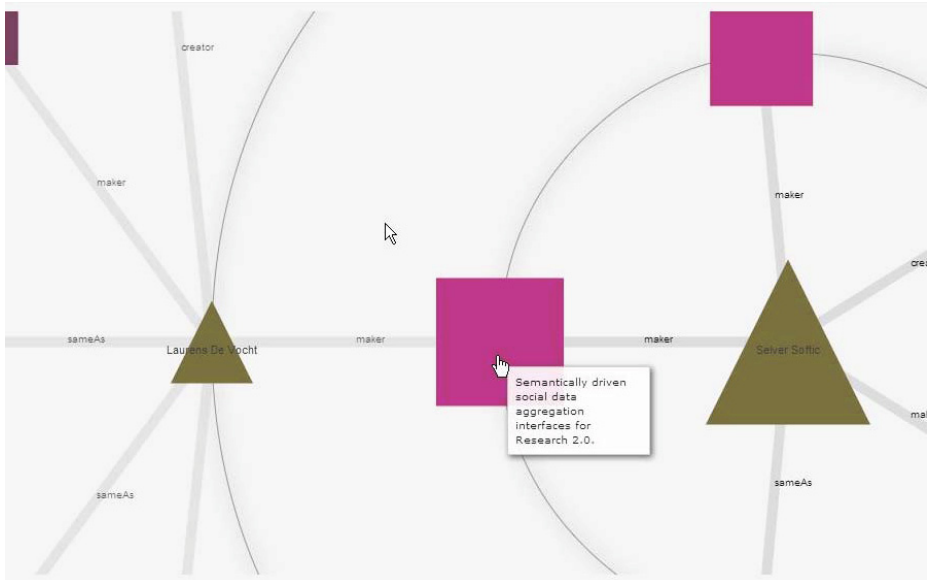 creator
maker
maker
sameAs
Laurens De Vocht
maker
maker
Selver Softic
Semantically driven
social data
aggregation
interfaces for
Research 2.0.
sameAs
sameAs